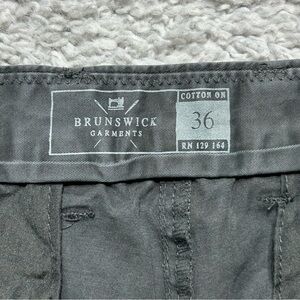 BRUNSWICK
GARMENTS
COTTON ON
36
RN 129 164